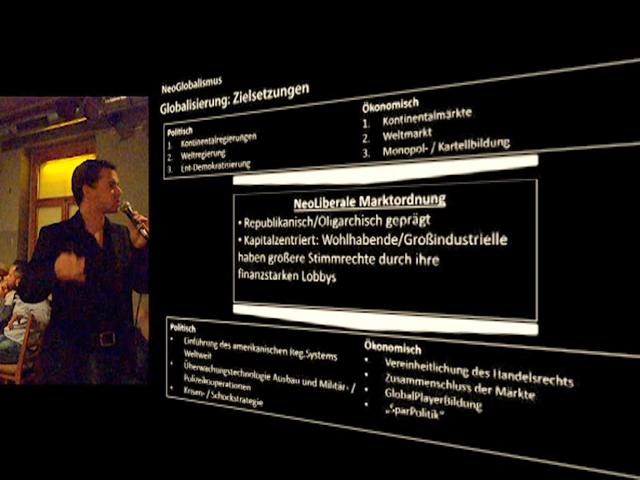 NeoGlobalismus
Globalisierung: Zielsetzungen
Politisch
1. Kontinentalregierungen
2. Weltregierung
3. Ent-Demokratisierung
Ökonomisch
1. Kontinentalmärkte
2. Weltmarkt
3. Monopol- / Kartellbildung
NeoLiberale Marktordnung
• Republikanisch/Oligarchisch geprägt
• Kapitalzentriert: Wohlhabende/Großindustrielle
haben großere Stimmrechte durch ihre
finanzstarken Lobbys
Politisch
• Einführung des amerikanischen Reg.Systems
Weltweit
• Überwachungstechnologie Ausbau und Militär- /
Polizeikooperationen
• Krisen- / Schockstrategie
Ökonomisch
• Vereinheitlichung des Handelsrechts
• Zusammenschluss der Märkte
• GlobalPlayerBildung
• „SparPolitik“